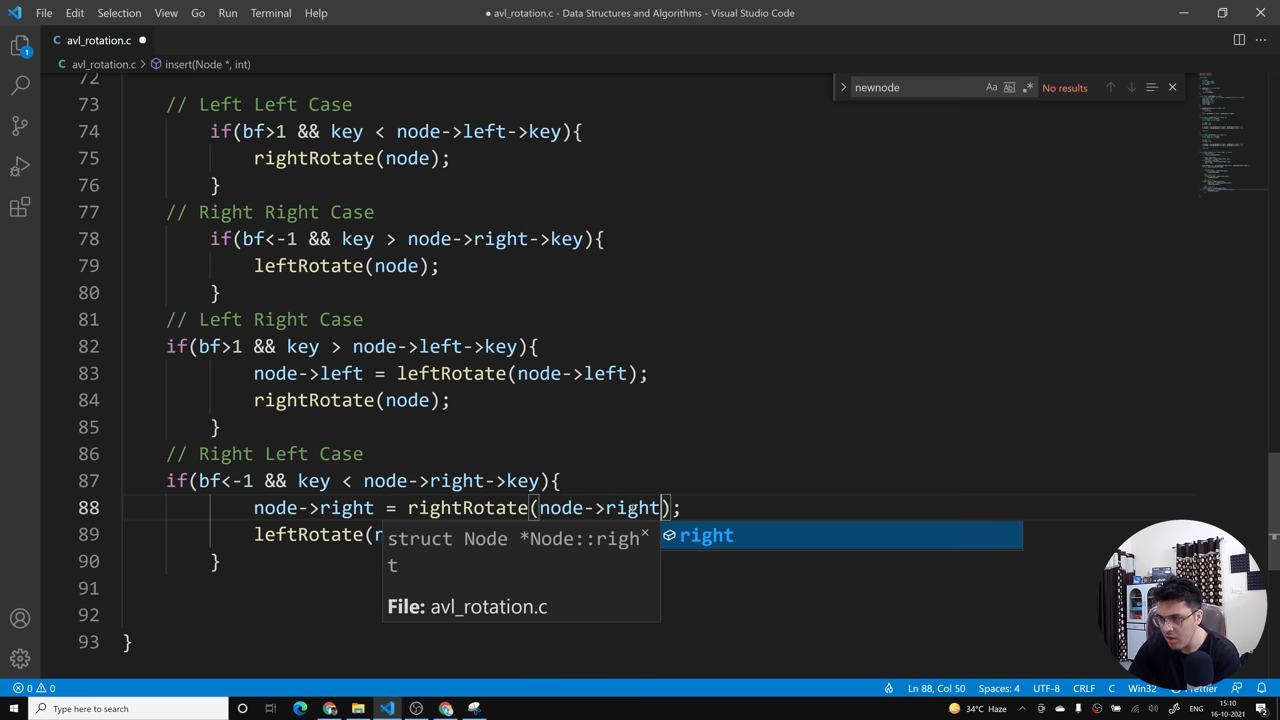 File Edit Selection View Go Run Terminal Help
● avl_rotation.c - Data Structures and Algorithms - Visual Studio Code
C avl_rotation.c ●
C avl_rotation.c > insert(Node *, int)
newnode Aa No results
72
73 // Left Left Case
74 if(bf>1 && key < node->left->key){
75 rightRotate(node);
76 }
77 // Right Right Case
78 if(bf<-1 && key > node->right->key){
79 leftRotate(node);
80 }
81 // Left Right Case
82 if(bf>1 && key > node->left->key){
83 node->left = leftRotate(node->left);
84 rightRotate(node);
85 }
86 // Right Left Case
87 if(bf<-1 && key < node->right->key){
88 node->right = rightRotate(node->right);
89 leftRotate(n
90 }
91
92
93 }
struct Node *Node::righ
t
File: avl_rotation.c
right
1
0 0 Ln 88, Col 50 Spaces: 4 UTF-8 CRLF C Win32 Prettier
Type here to search
34°C Haze ENG 15:10
16-10-2021